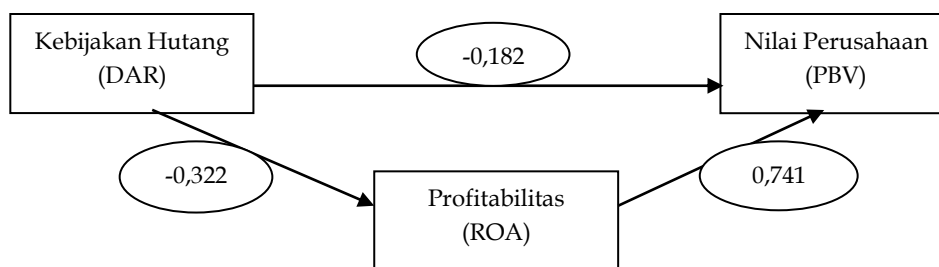 Kebijakan Hutang
(DAR)
-0,182
Nilai Perusahaan
(PBV)
-0,322
Profitabilitas
(ROA)
0,741